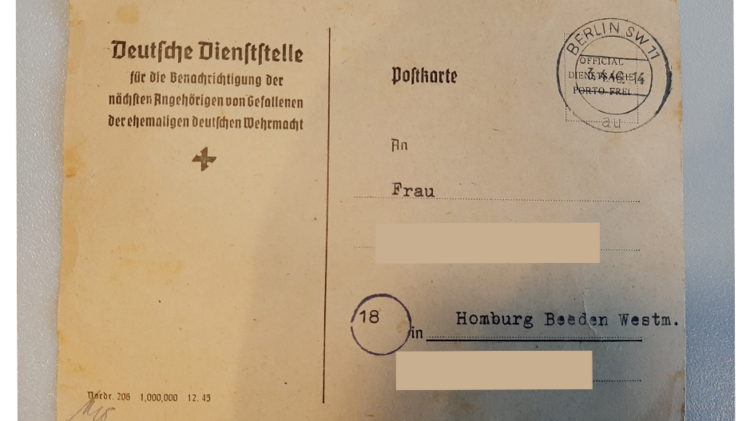 Deutsche Dienststelle
für die Benachrichtigung der
nächsten Angehörigen von Gefallenen
der ehemaligen deutschen Wehrmacht
Vordr. 206 1,000,000 12. 45
Postkarte
BERLIN SW 11
OFFICIAL
DIENSTSACHE
PORTO FREI
au
An
Frau
18
in Homburg Beeden Westm.